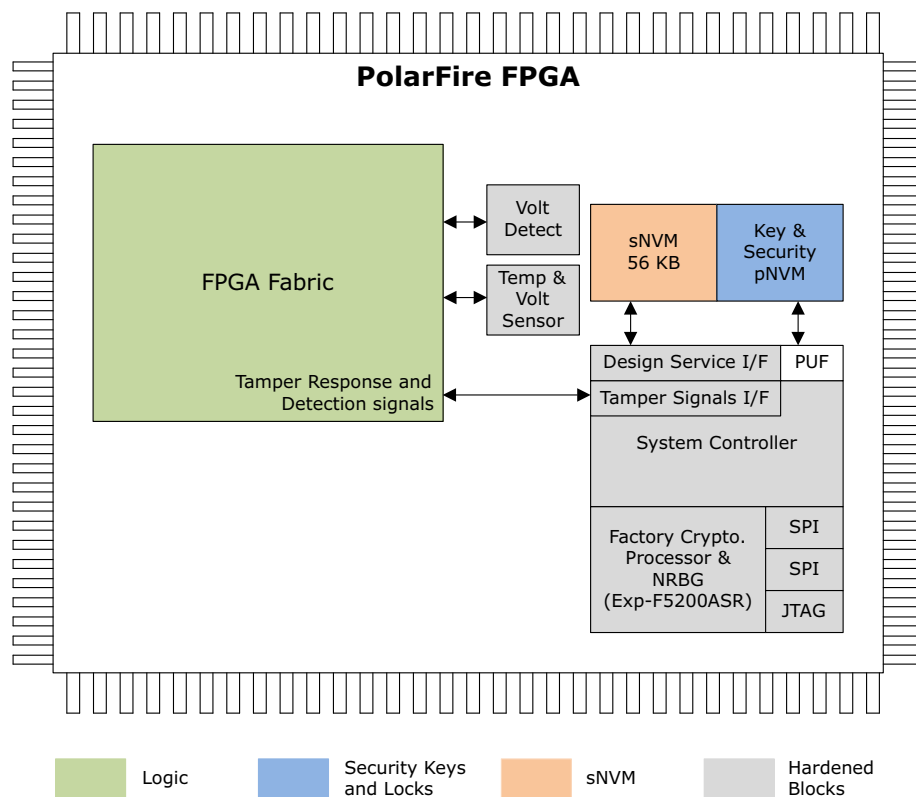 PolarFire FPGA
FPGA Fabric
Tamper Response and
Detection signals
Volt
Detect
Temp &
Volt
Sensor
sNVM
56 KB
Key &
Security
pNVM
Design Service I/F
PUF
Tamper Signals I/F
System Controller
Factory Crypto.
Processor &
NRBG
(Exp-F5200ASR)
SPI
SPI
JTAG
Logic
Security Keys
and Locks
sNVM
Hardened
Blocks